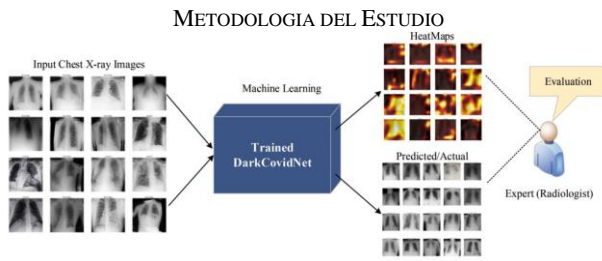 METODOLOGIA DEL ESTUDIO
Input Chest X-ray Images
Machine Learning
Trained
DarkCovidNet
HeatMaps
Predicted/Actual
Evaluation
Expert (Radiologist)